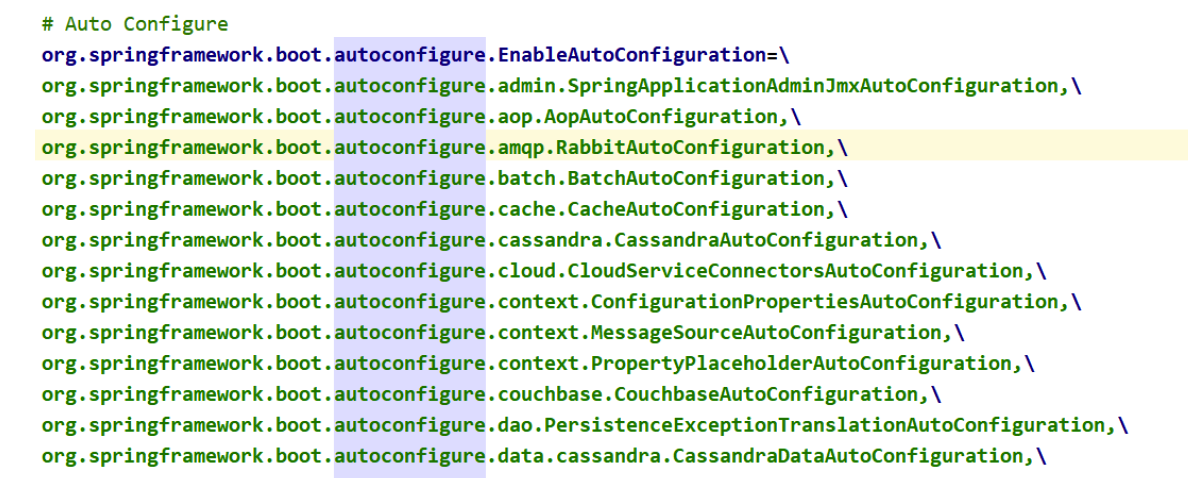 # Auto Configure
org.springframework.boot.autoconfigure.EnableAutoConfiguration=\
org.springframework.boot.autoconfigure.admin.SpringApplicationAdminJmxAutoConfiguration,\
org.springframework.boot.autoconfigure.aop.AopAutoConfiguration,\
org.springframework.boot.autoconfigure.amqp.RabbitAutoConfiguration,\
org.springframework.boot.autoconfigure.batch.BatchAutoConfiguration,\
org.springframework.boot.autoconfigure.cache.CacheAutoConfiguration,\
org.springframework.boot.autoconfigure.cassandra.CassandraAutoConfiguration,\
org.springframework.boot.autoconfigure.cloud.CloudServiceConnectorsAutoConfiguration,\
org.springframework.boot.autoconfigure.context.ConfigurationPropertiesAutoConfiguration,\
org.springframework.boot.autoconfigure.context.MessageSourceAutoConfiguration,\
org.springframework.boot.autoconfigure.context.PropertyPlaceholderAutoConfiguration,\
org.springframework.boot.autoconfigure.couchbase.CouchbaseAutoConfiguration,\
org.springframework.boot.autoconfigure.dao.PersistenceExceptionTranslationAutoConfiguration,\
org.springframework.boot.autoconfigure.data.cassandra.CassandraDataAutoConfiguration,\